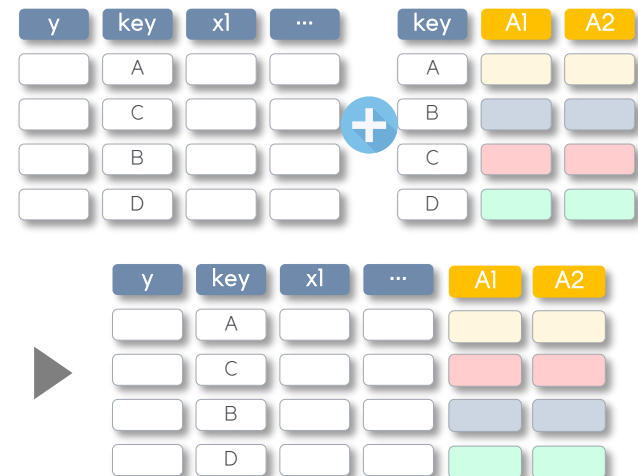 y key x1 ... key A1 A2
A A
C B
B C
D D
y key x1 ... A1 A2
A
C
B
D